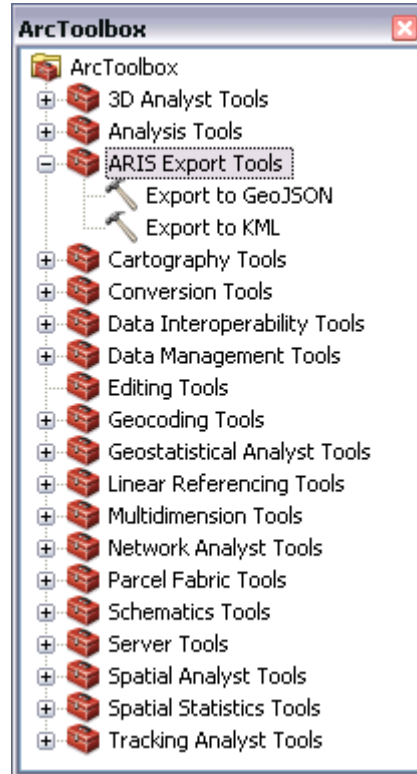 ArcToolbox
ArcToolbox
3D Analyst Tools
Analysis Tools
ARIS Export Tools
Export to GeoJSON
Export to KML
Cartography Tools
Conversion Tools
Data Interoperability Tools
Data Management Tools
Editing Tools
Geocoding Tools
Geostatistical Analyst Tools
Linear Referencing Tools
Multidimension Tools
Network Analyst Tools
Parcel Fabric Tools
Schematics Tools
Server Tools
Spatial Analyst Tools
Spatial Statistics Tools
Tracking Analyst Tools